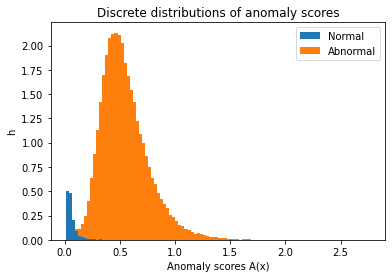 Discrete distributions of anomaly scores
Normal
Abnormal
h
2.00
1.75
1.50
1.25
1.00
0.75
0.50
0.25
0.00
0.0 0.5 1.0 1.5 2.0 2.5
Anomaly scores A(x)